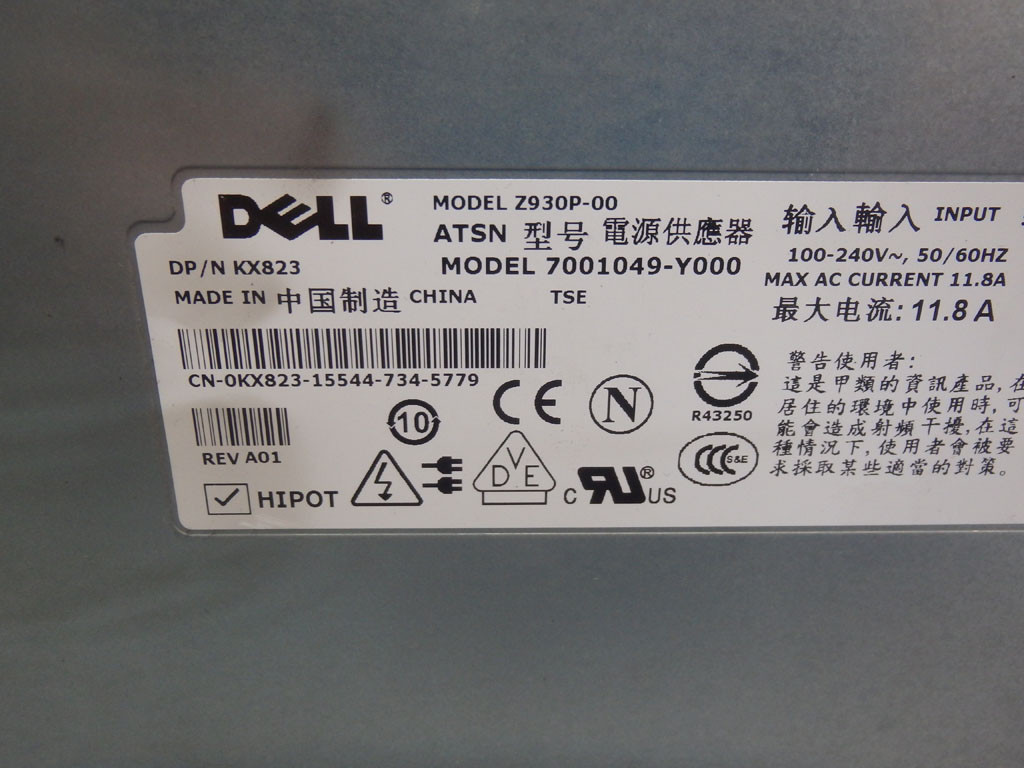 DELL®
MODEL Z930P-00
ATSN 型号 電源供應器
MODEL 7001049-Y000
DP/N KX823
MADE IN 中国制造 CHINA TSE
CN-0KX823-15544-734-5779
REV A01
HIPOT
10
N
VDE
C RU® US
R43250
CCC S&E
输入輸入 INPUT
100-240V~, 50/60HZ
MAX AC CURRENT 11.8A
最大电流: 11.8 A
警告使用者:
這是甲類的資訊產品, 在
居住的環境中使用時, 可
能會造成射頻干擾, 在這
種情況下, 使用者會被要
求採取某些適當的對策。